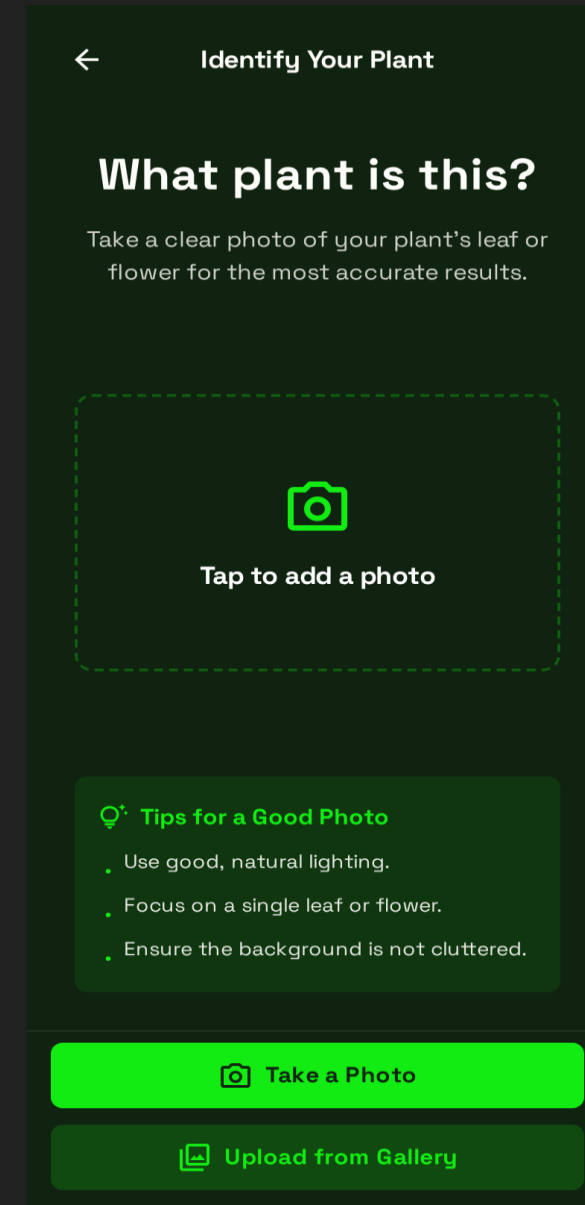 Identify Your Plant
What plant is this?
Take a clear photo of your plant's leaf or
flower for the most accurate results.
Tap to add a photo
Tips for a Good Photo
Use good, natural lighting.
Focus on a single leaf or flower.
Ensure the background is not cluttered.
Take a Photo
Upload from Gallery